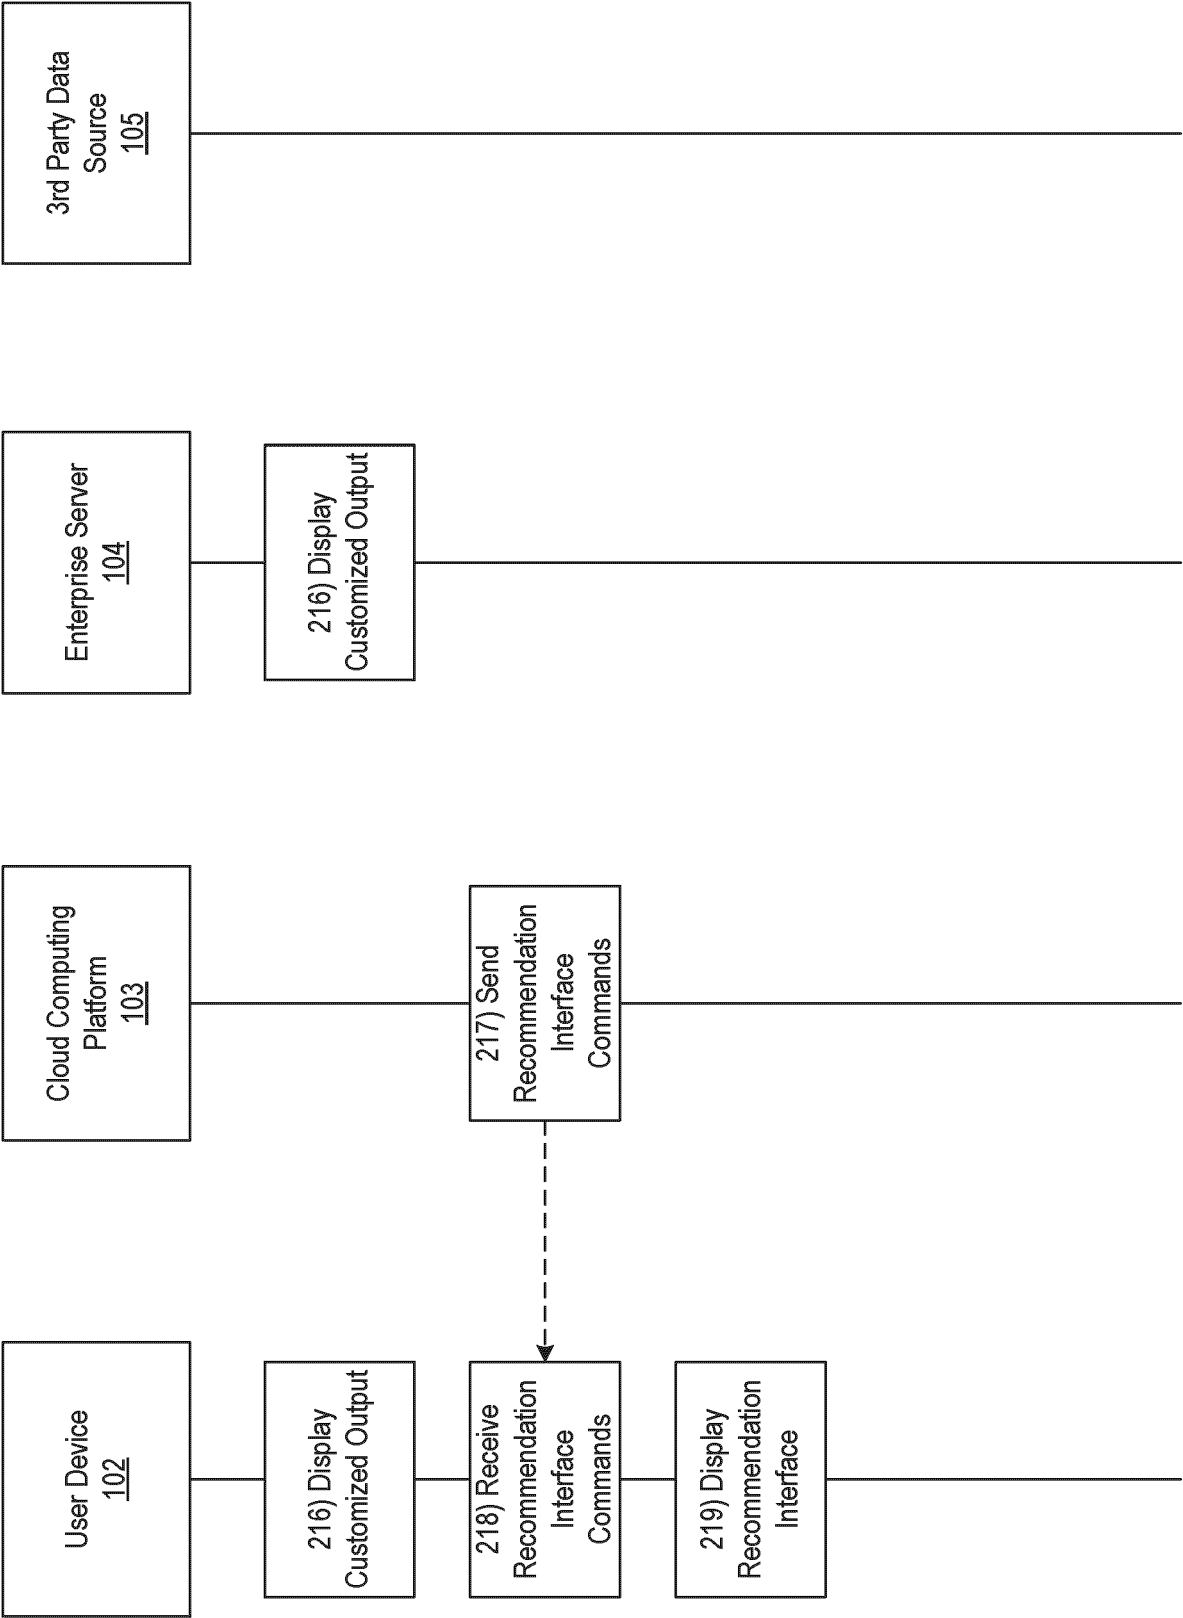 User Device
102
Cloud Computing
Platform
103
Enterprise Server
104
3rd Party Data
Source
105
216) Display
Customized Output
216) Display
Customized Output
218) Receive
Recommendation
Interface
Commands
217) Send
Recommendation
Interface
Commands
219) Display
Recommendation
Interface